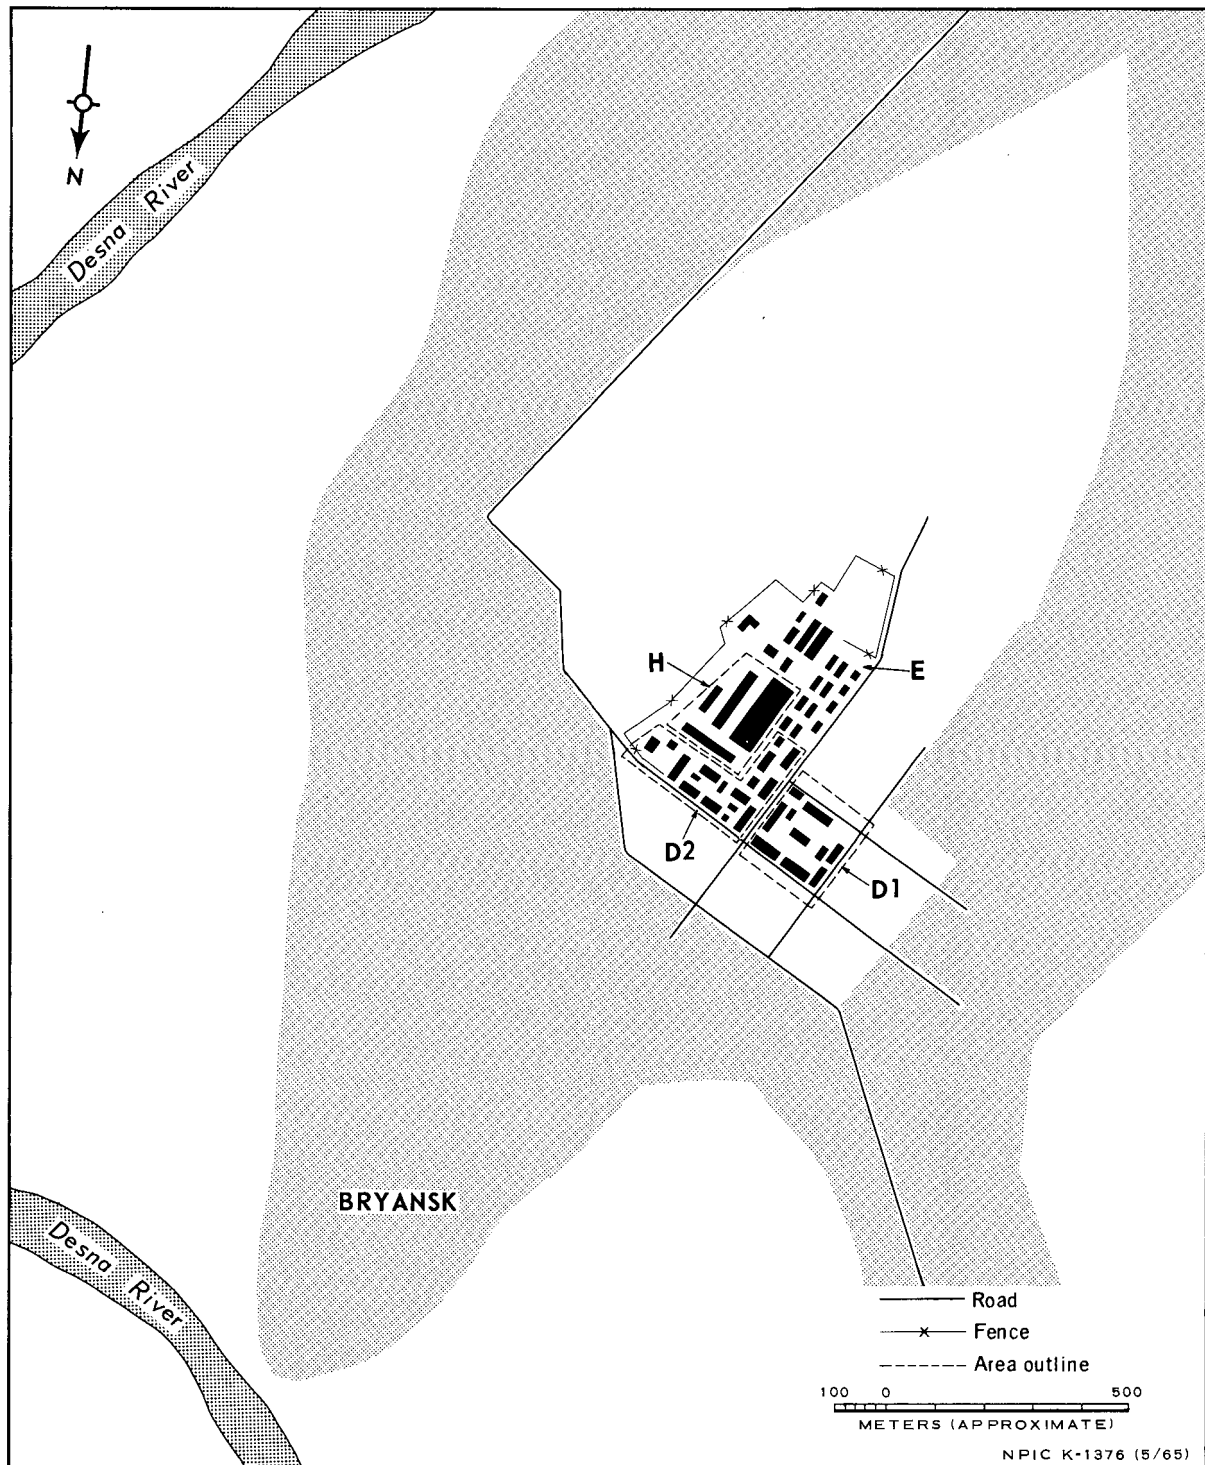 N
Desna River
H
E
D2
D1
BRYANSK
Desna River
Road
Fence
Area outline
100 0 500
METERS (APPROXIMATE)
NPIC K-1376 (5/65)